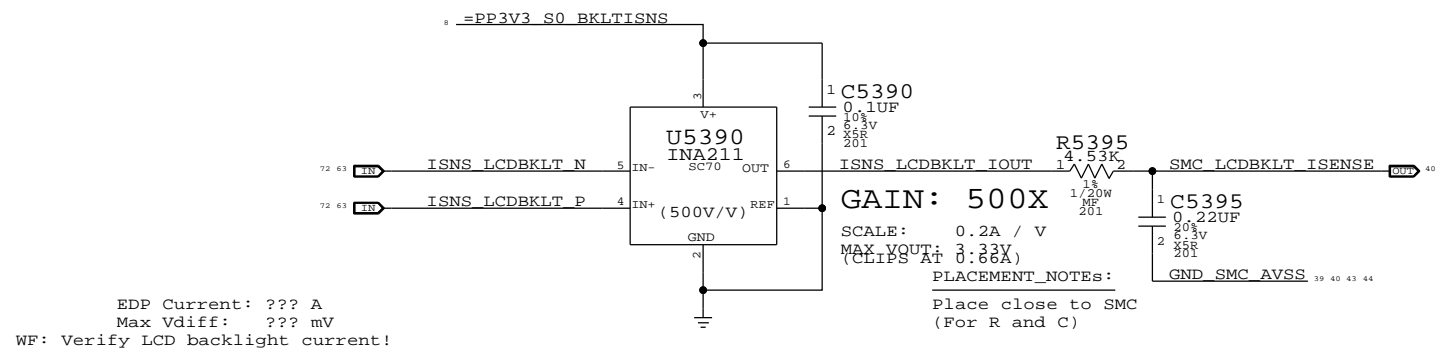 8 =PP3V3_S0_BKLTISNS
3
V+
U5390
INA211
SC70
(500V/V)
GND
2
1 C5390
0.1UF
10%
6.3V
X5R
201
2
72 63 IN ISNS_LCDBKLT_N 5 IN-
72 63 IN ISNS_LCDBKLT_P 4 IN+
OUT 6 ISNS_LCDBKLT_IOUT
REF 1
R5395
4.53K
1 2
1%
1/20W
MF
201
SMC_LCDBKLT_ISENSE OUT 40
GAIN: 500X
SCALE: 0.2A / V
MAX VOUT: 3.33V
(CLIPS AT 0.66A)
1 C5395
0.22UF
20%
6.3V
X5R
201
2
GND_SMC_AVSS 39 40 43 44
PLACEMENT_NOTEs:
Place close to SMC
(For R and C)
EDP Current: ??? A
Max Vdiff: ??? mV
WF: Verify LCD backlight current!